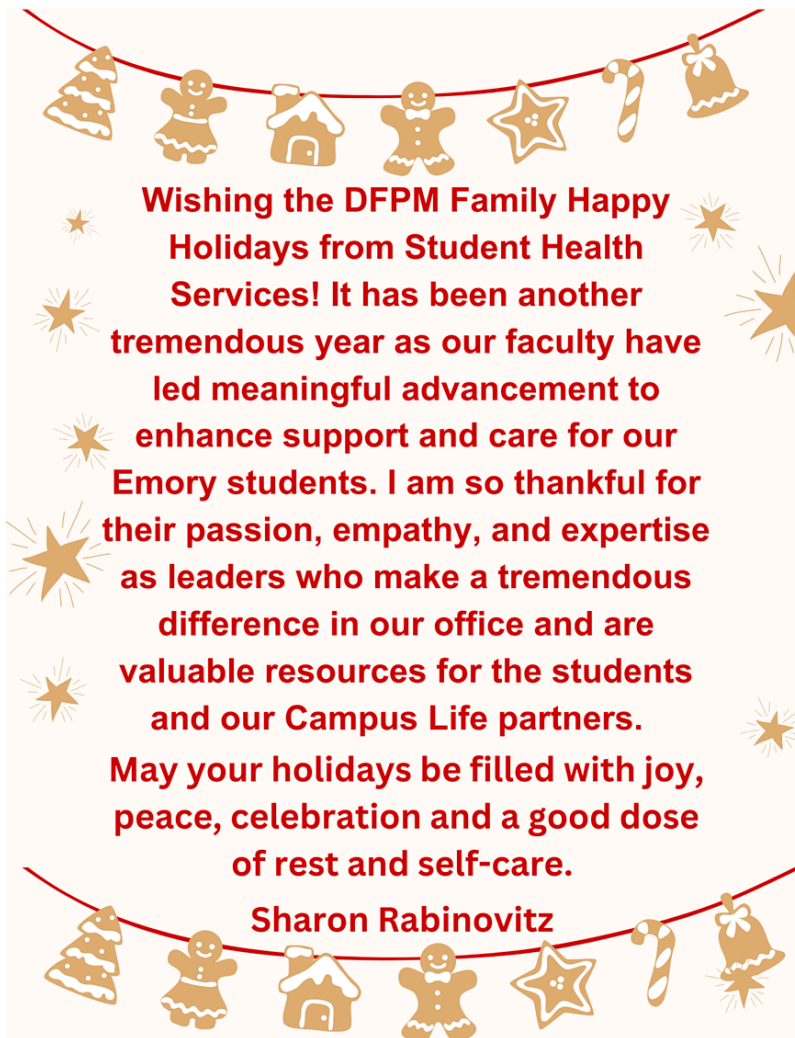 Wishing the DFPM Family Happy
Holidays from Student Health
Services! It has been another
tremendous year as our faculty have
led meaningful advancement to
enhance support and care for our
Emory students. I am so thankful for
their passion, empathy, and expertise
as leaders who make a tremendous
difference in our office and are
valuable resources for the students
and our Campus Life partners.
May your holidays be filled with joy,
peace, celebration and a good dose
of rest and self-care.
Sharon Rabinovitz